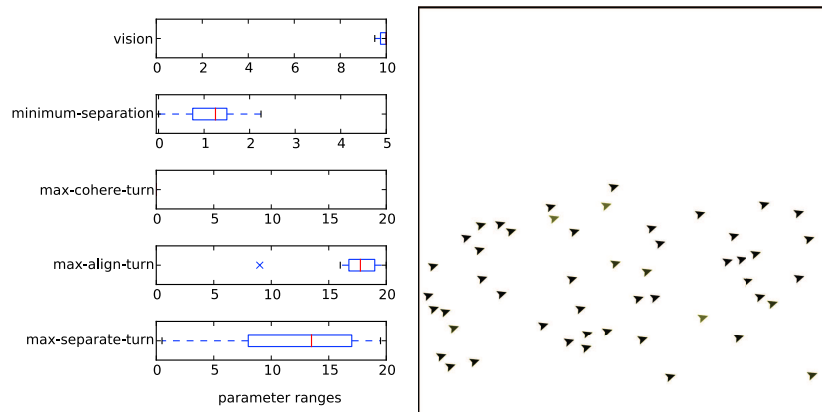 vision
0 2 4 6 8 10
minimum-separation
0 1 2 3 4 5
max-cohere-turn
0 5 10 15 20
max-align-turn
0 5 10 15 20
max-separate-turn
0 5 10 15 20
parameter ranges